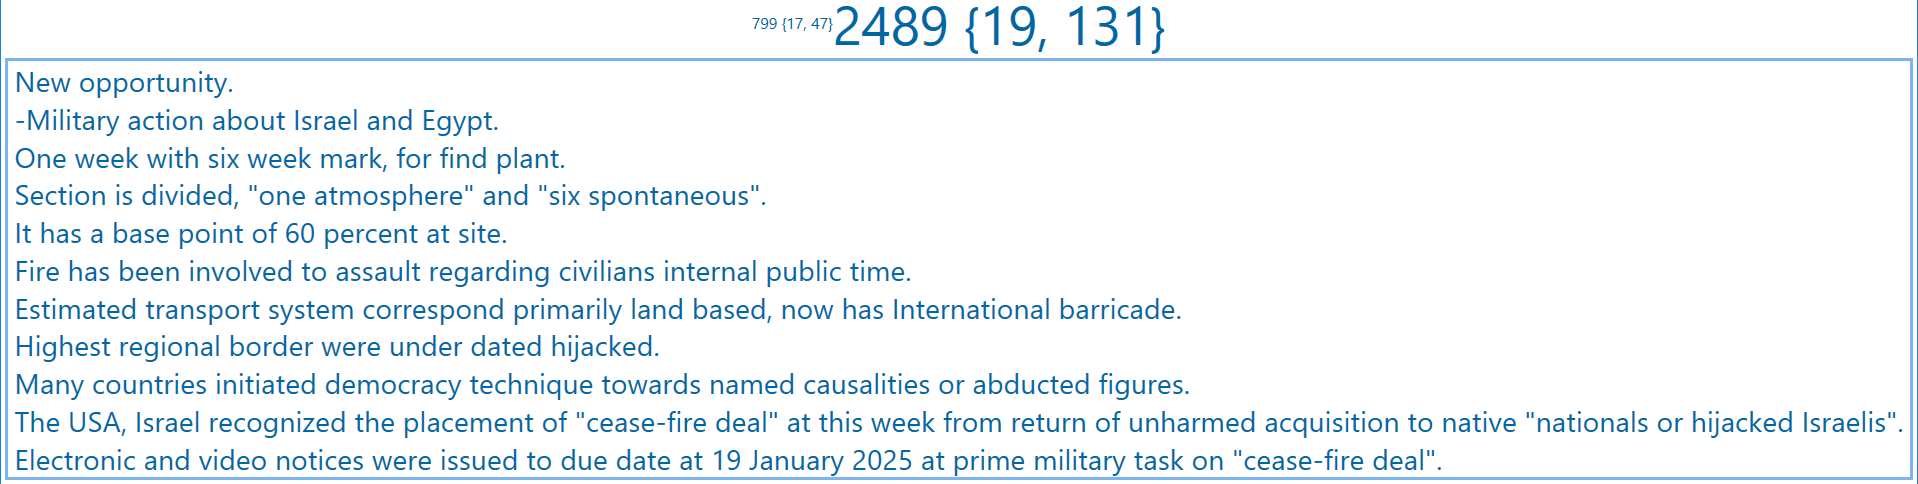 799 {17, 47}2489 {19, 131}
New opportunity.
-Military action about Israel and Egypt.
One week with six week mark, for find plant.
Section is divided, "one atmosphere" and "six spontaneous".
It has a base point of 60 percent at site.
Fire has been involved to assault regarding civilians internal public time.
Estimated transport system correspond primarily land based, now has International barricade.
Highest regional border were under dated hijacked.
Many countries initiated democracy technique towards named causalities or abducted figures.
The USA, Israel recognized the placement of "cease-fire deal" at this week from return of unharmed acquisition to native "nationals or hijacked Israelis".
Electronic and video notices were issued to due date at 19 January 2025 at prime military task on "cease-fire deal".